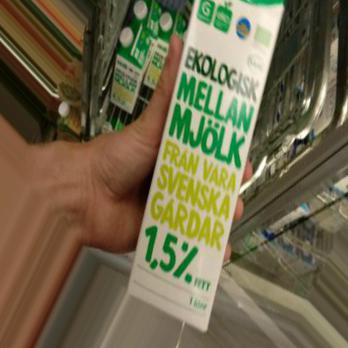 EKOLOGISK
MELLAN
MJÖLK
FRÅN VÅRA
SVENSKA
GÅRDAR
1,5% FETT
1 liter